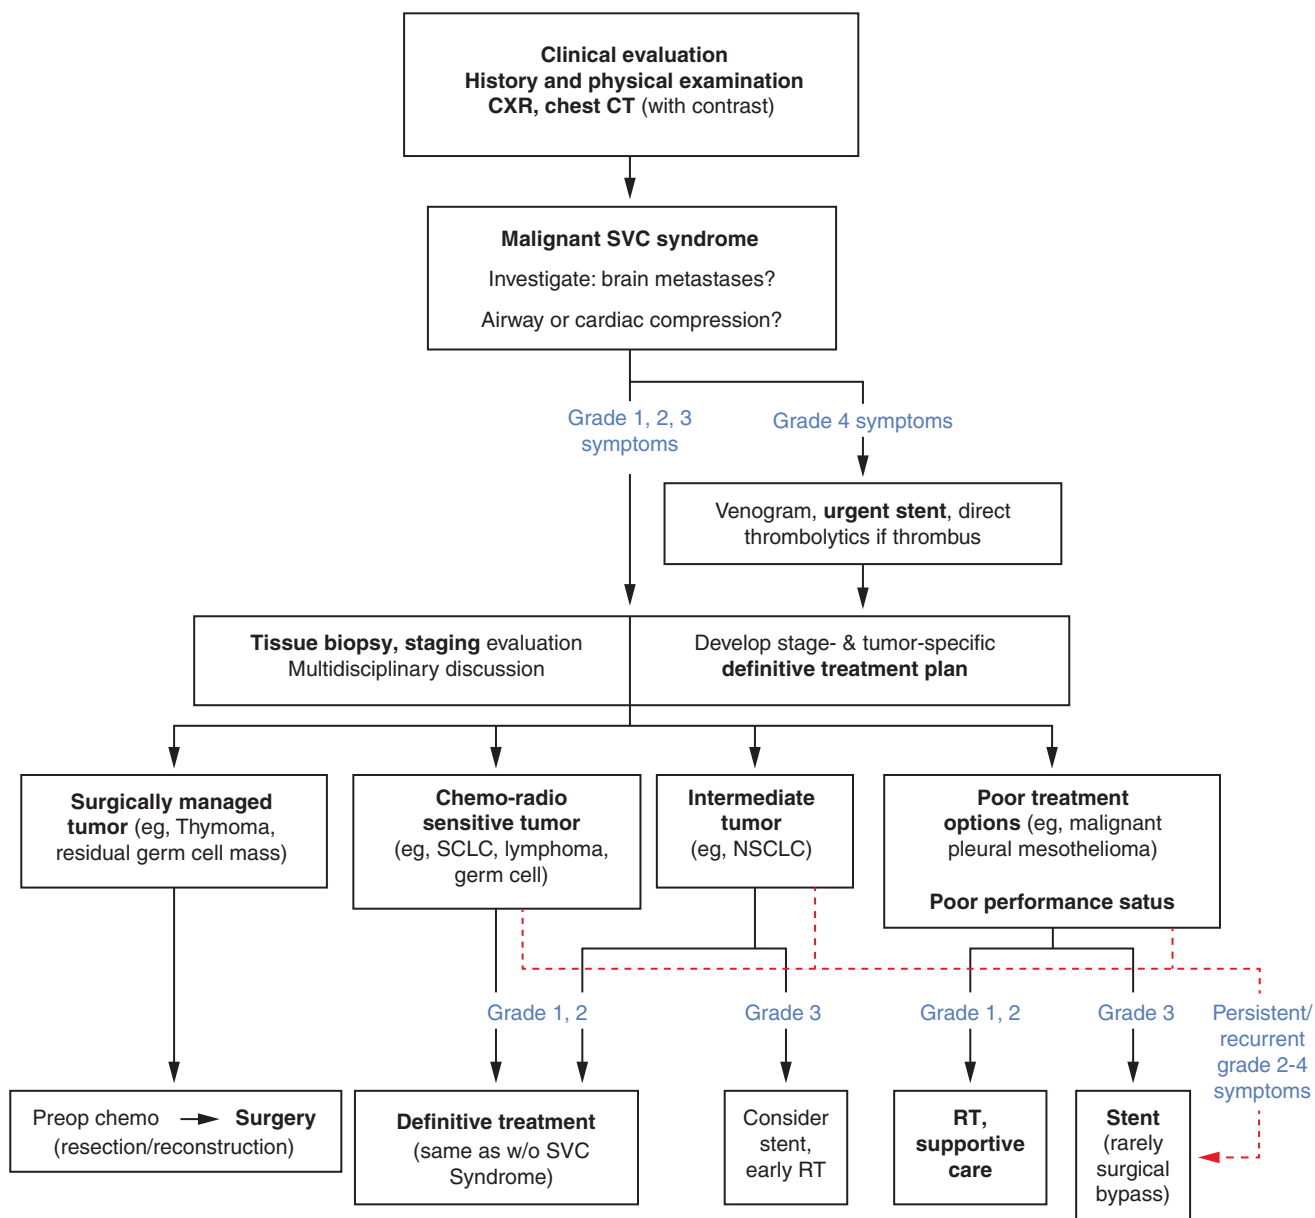 Clinical evaluation
History and physical examination
CXR, chest CT (with contrast)
Malignant SVC syndrome
Investigate: brain metastases?
Airway or cardiac compression?
Grade 1, 2, 3
symptoms
Grade 4 symptoms
Venogram, urgent stent, direct
thrombolytics if thrombus
Tissue biopsy, staging evaluation
Multidisciplinary discussion
Develop stage- & tumor-specific
definitive treatment plan
Surgically managed
tumor (eg, Thymoma,
residual germ cell mass)
Chemo-radio
sensitive tumor
(eg, SCLC, lymphoma,
germ cell)
Intermediate
tumor
(eg, NSCLC)
Poor treatment
options (eg, malignant
pleural mesothelioma)
Poor performance satus
Grade 1, 2
Grade 3
Grade 1, 2
Grade 3
Persistent/
recurrent
grade 2-4
symptoms
Preop chemo Surgery
(resection/reconstruction)
Definitive treatment
(same as w/o SVC
Syndrome)
Consider
stent,
early RT
RT,
supportive
care
Stent
(rarely
surgical
bypass)